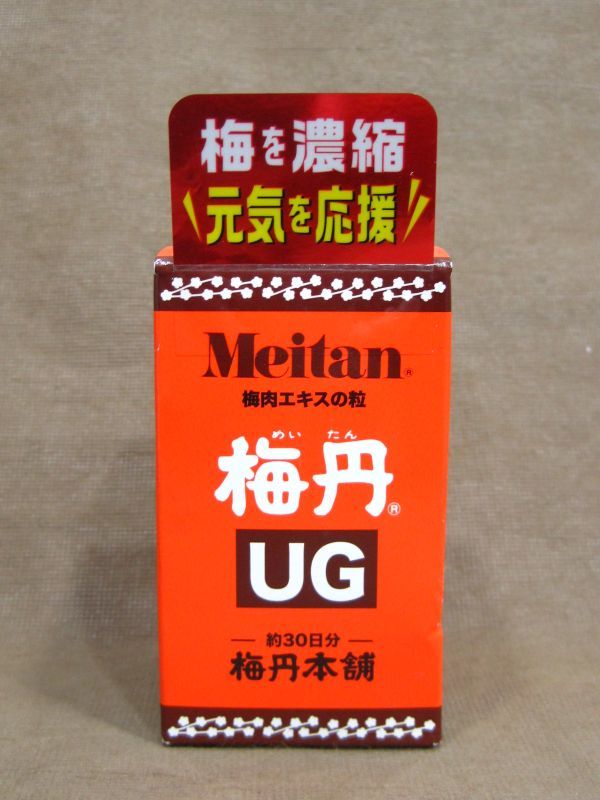 梅を濃縮
元気を応援
Meitan®
梅肉エキスの粒
めい たん
梅丹®
UG
約30日分
梅丹本舗